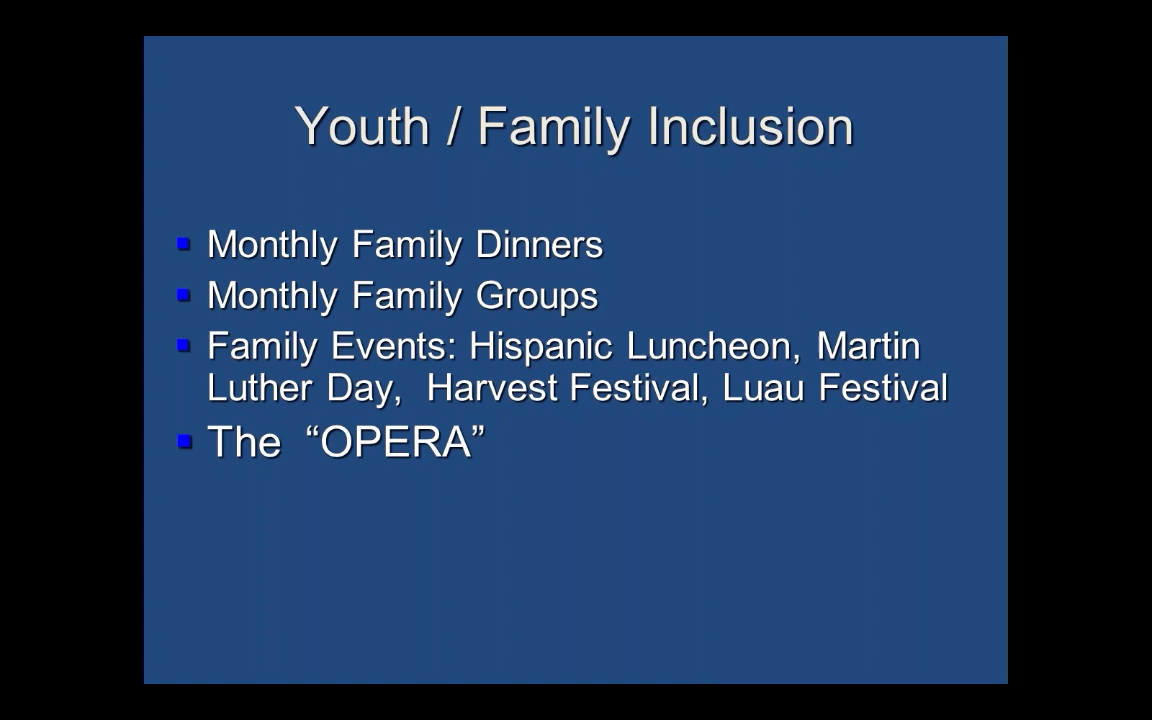 Youth / Family Inclusion
▪ Monthly Family Dinners
▪ Monthly Family Groups
▪ Family Events: Hispanic Luncheon, Martin
Luther Day,  Harvest Festival, Luau Festival
▪ The  “OPERA”